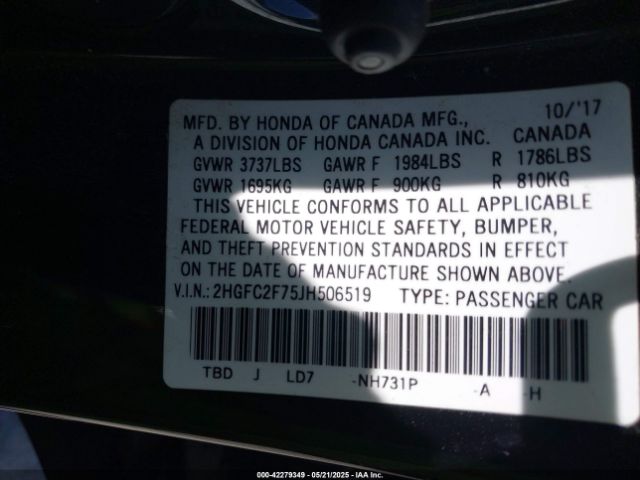 10/'17
MFD. BY HONDA OF CANADA MFG.,
A DIVISION OF HONDA CANADA INC. CANADA
GVWR 3737LBS GAWR F 1984LBS R 1786LBS
GVWR 1695KG GAWR F 900KG R 810KG
THIS VEHICLE CONFORMS TO ALL APPLICABLE
FEDERAL MOTOR VEHICLE SAFETY, BUMPER,
AND THEFT PREVENTION STANDARDS IN EFFECT
ON THE DATE OF MANUFACTURE SHOWN ABOVE.
V.I.N.: 2HGFC2F75JH506519 TYPE: PASSENGER CAR
TBD J LD7 -NH731P -A -H
000-42279349 — 05/21/2025 — IAA Inc.